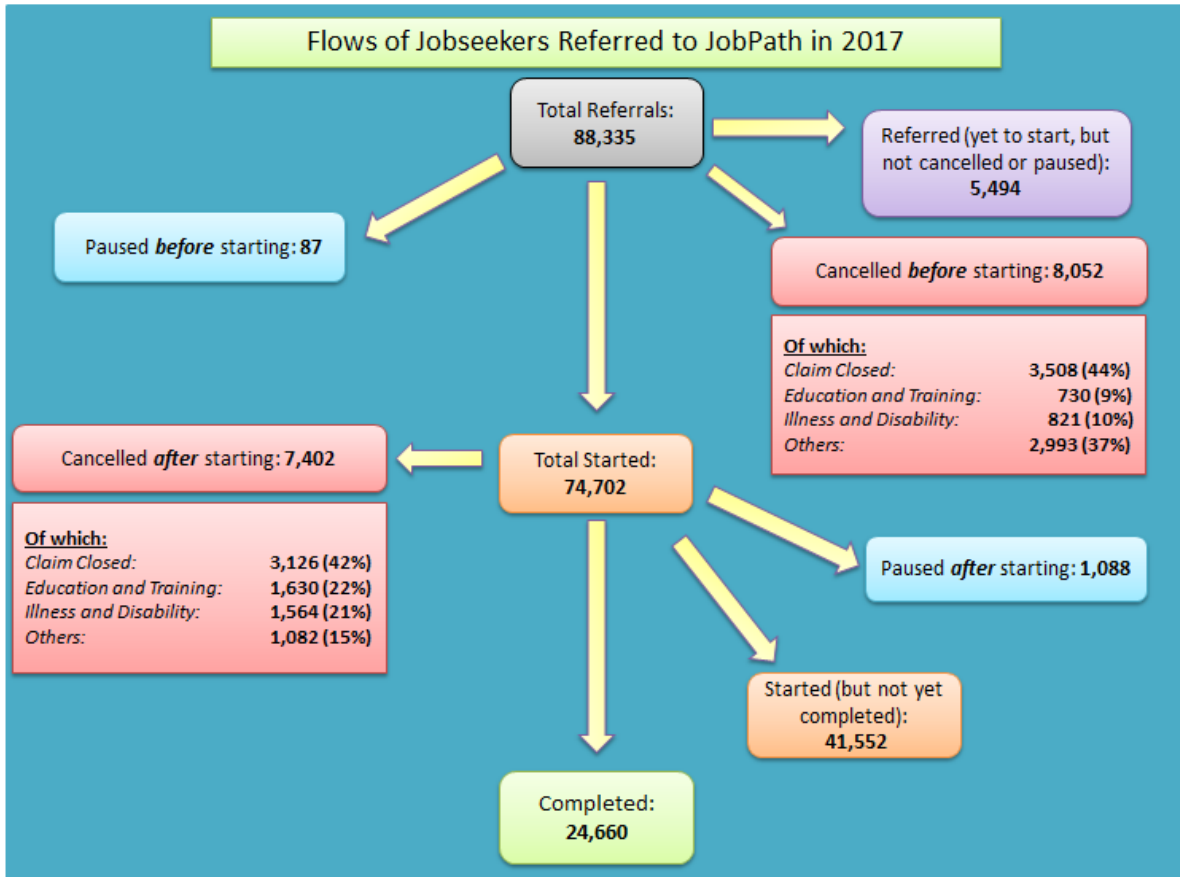 Flows of Jobseekers Referred to JobPath in 2017
Total Referrals:
88,335
Referred (yet to start, but
not cancelled or paused):
5,494
Paused before starting: 87
Cancelled before starting: 8,052
Of which:
Claim Closed: 3,508 (44%)
Education and Training: 730 (9%)
Illness and Disability: 821 (10%)
Others: 2,993 (37%)
Total Started:
74,702
Cancelled after starting: 7,402
Of which:
Claim Closed: 3,126 (42%)
Education and Training: 1,630 (22%)
Illness and Disability: 1,564 (21%)
Others: 1,082 (15%)
Paused after starting: 1,088
Started (but not yet
completed):
41,552
Completed:
24,660